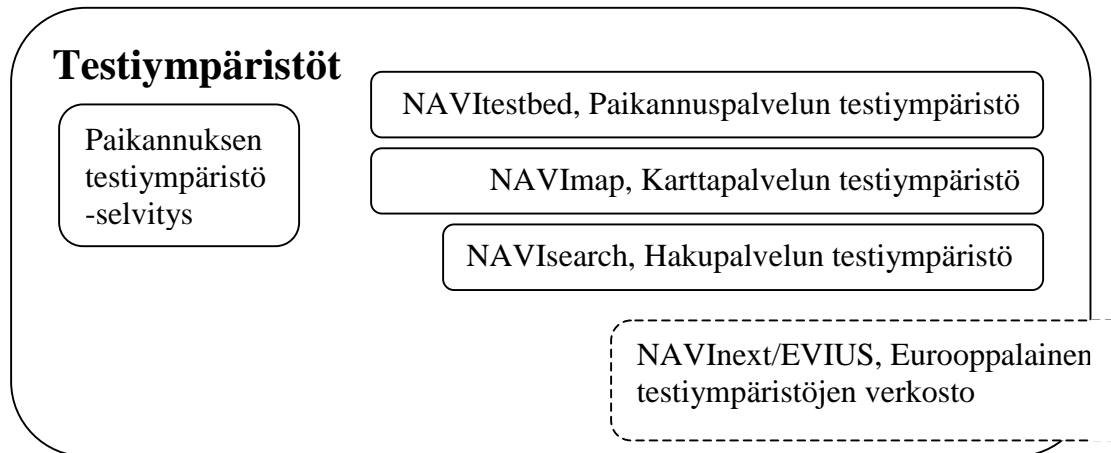 Testiympäristöt
Paikannuksen
testiympäristö
-selvitys
NAVItestbed, Paikannuspalvelun testiympäristö
NAVImap, Karttapalvelun testiympäristö
NAVIsearch, Hakupalvelun testiympäristö
NAVInext/EVIUS, Eurooppalainen
testiympäristöjen verkosto